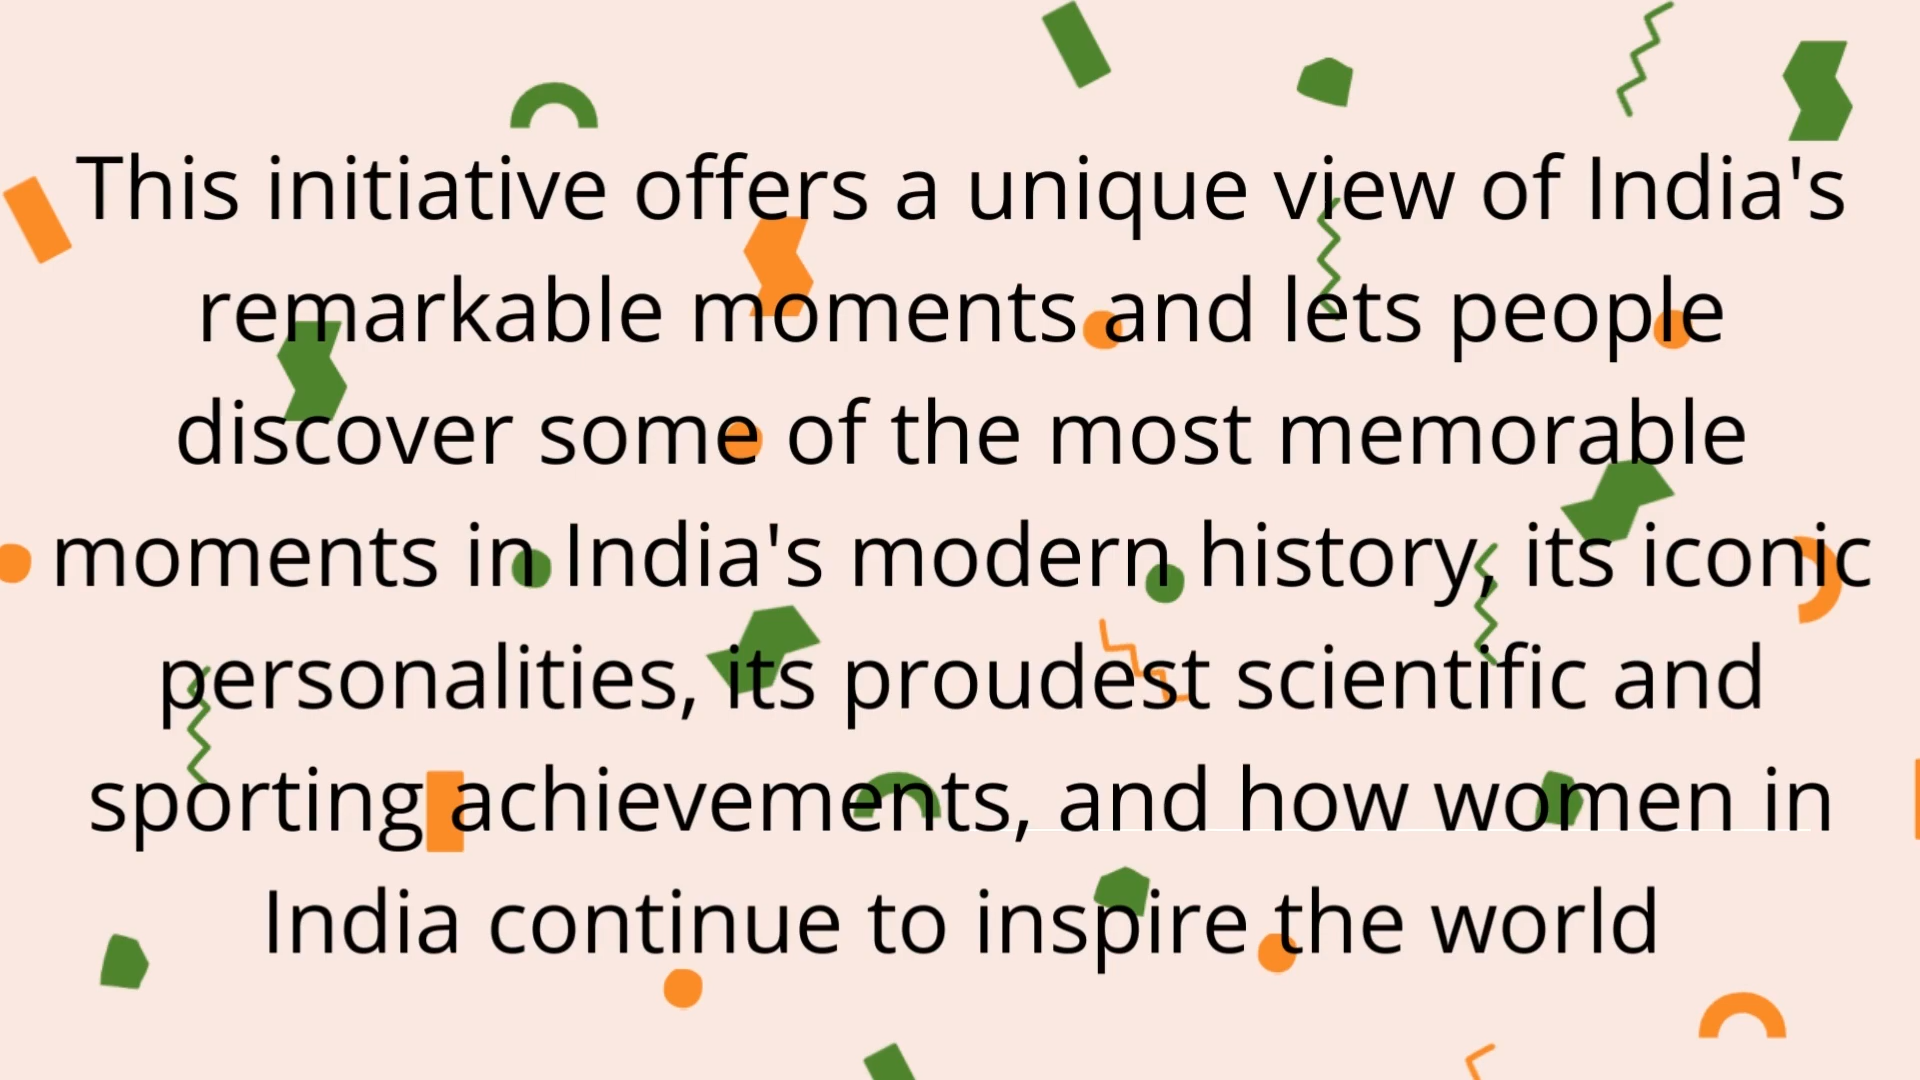 This initiative offers a unique view of India's
remarkable moments and lets people
discover some of the most memorable
moments in India's modern history, its iconic
personalities, its proudest scientific and
sporting achievements, and how women in
India continue to inspire the world